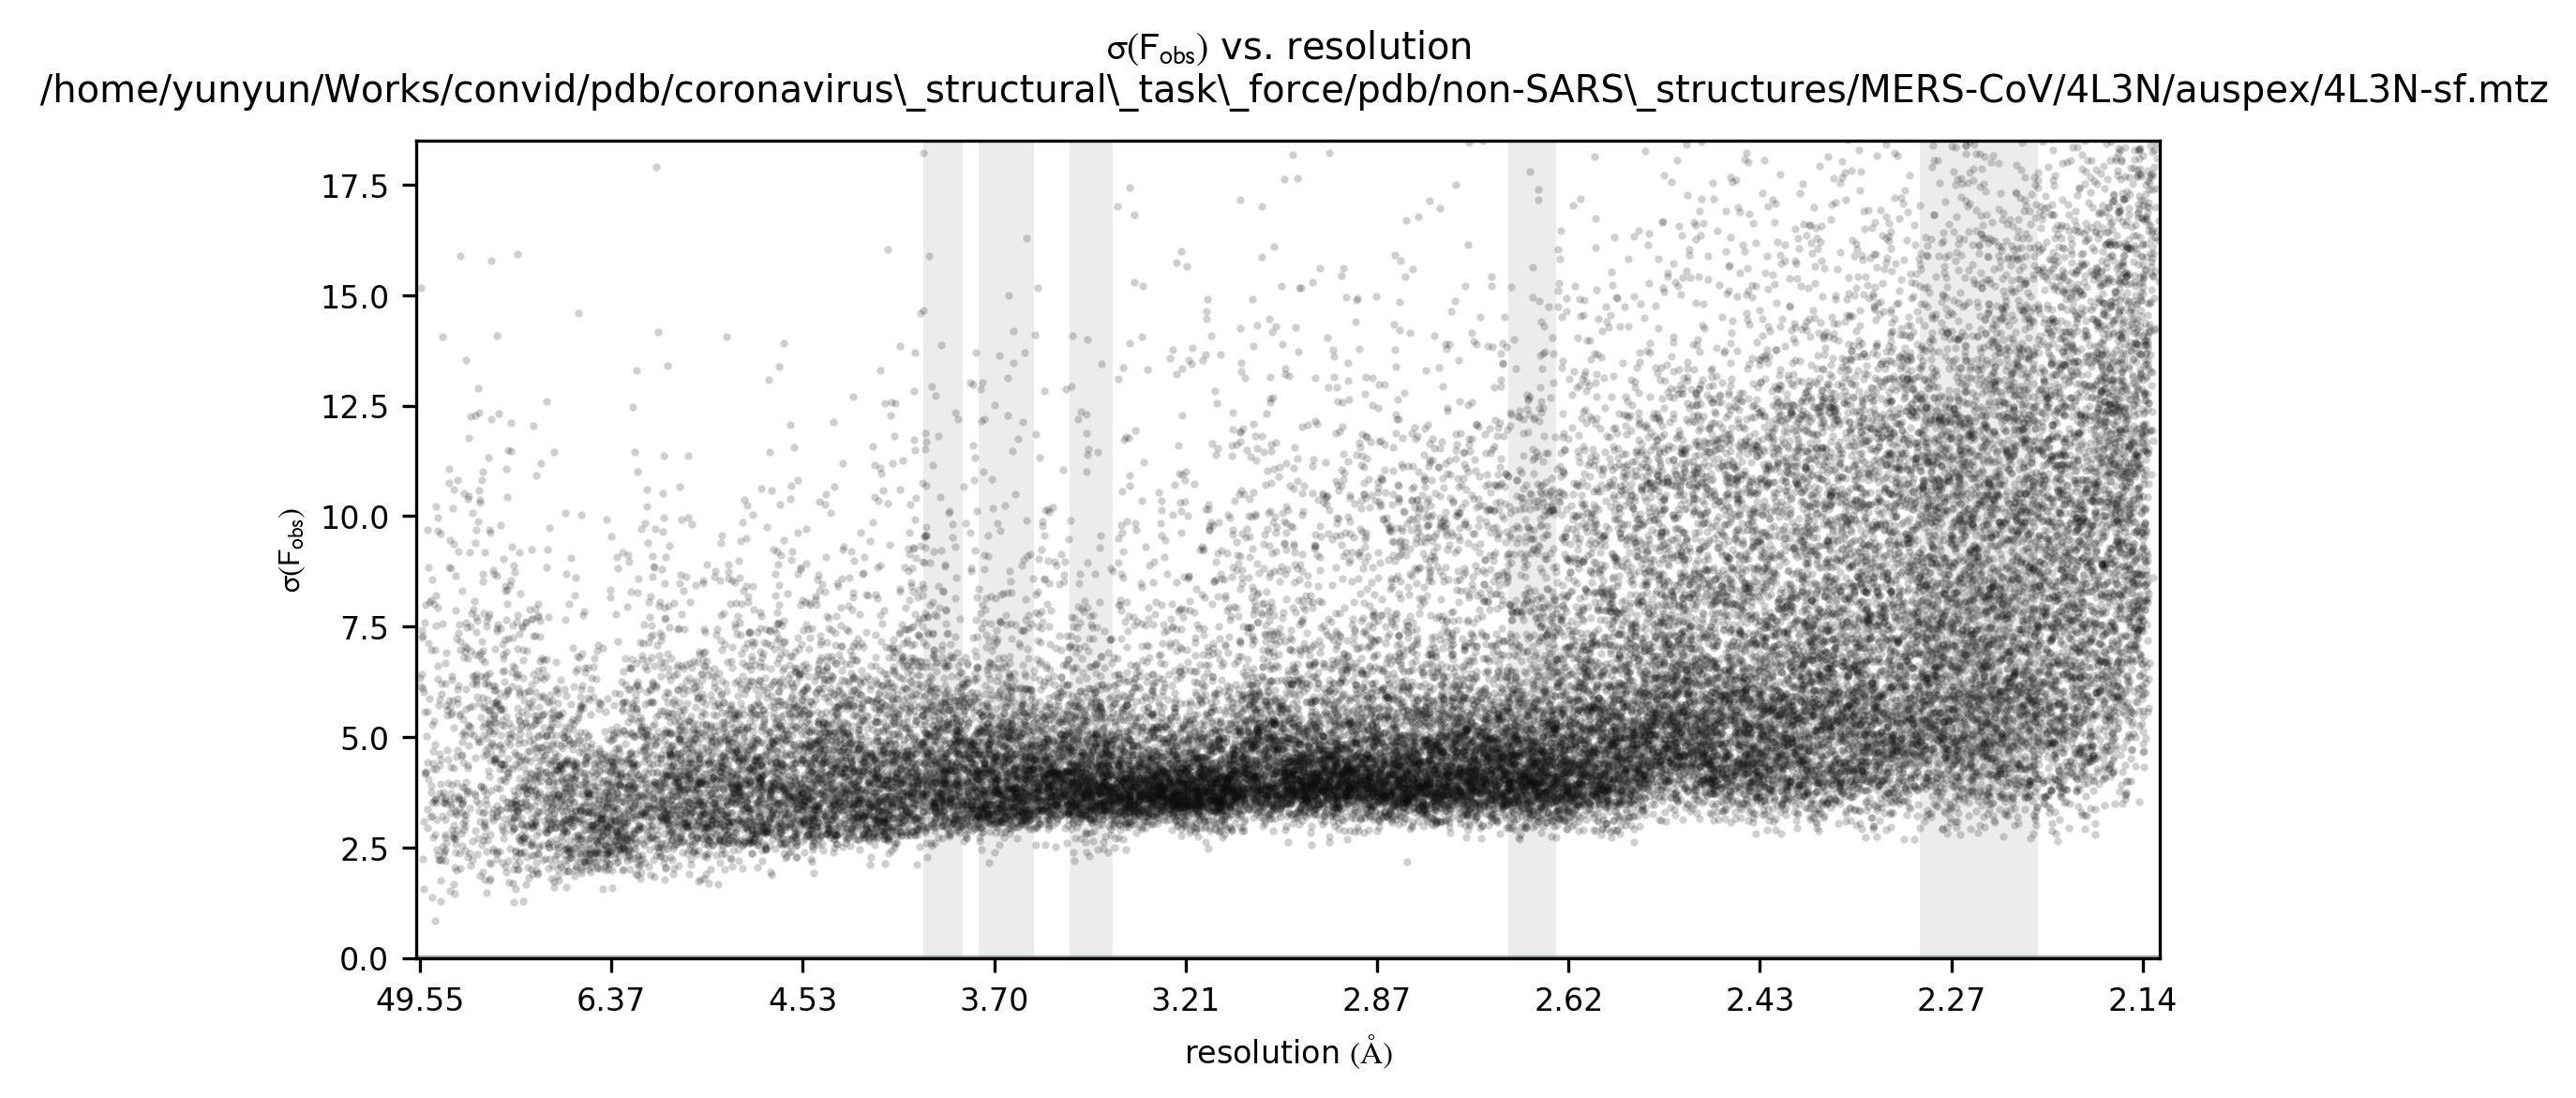 σ(F_obs) vs. resolution
/home/yunyun/Works/convid/pdb/coronavirus\_structural\_task\_force/pdb/non-SARS\_structures/MERS-CoV/4L3N/auspex/4L3N-sf.mtz
17.5
15.0
12.5
10.0
7.5
5.0
2.5
0.0
σ(F_obs)
49.55 6.37 4.53 3.70 3.21 2.87 2.62 2.43 2.27 2.14
resolution (Å)